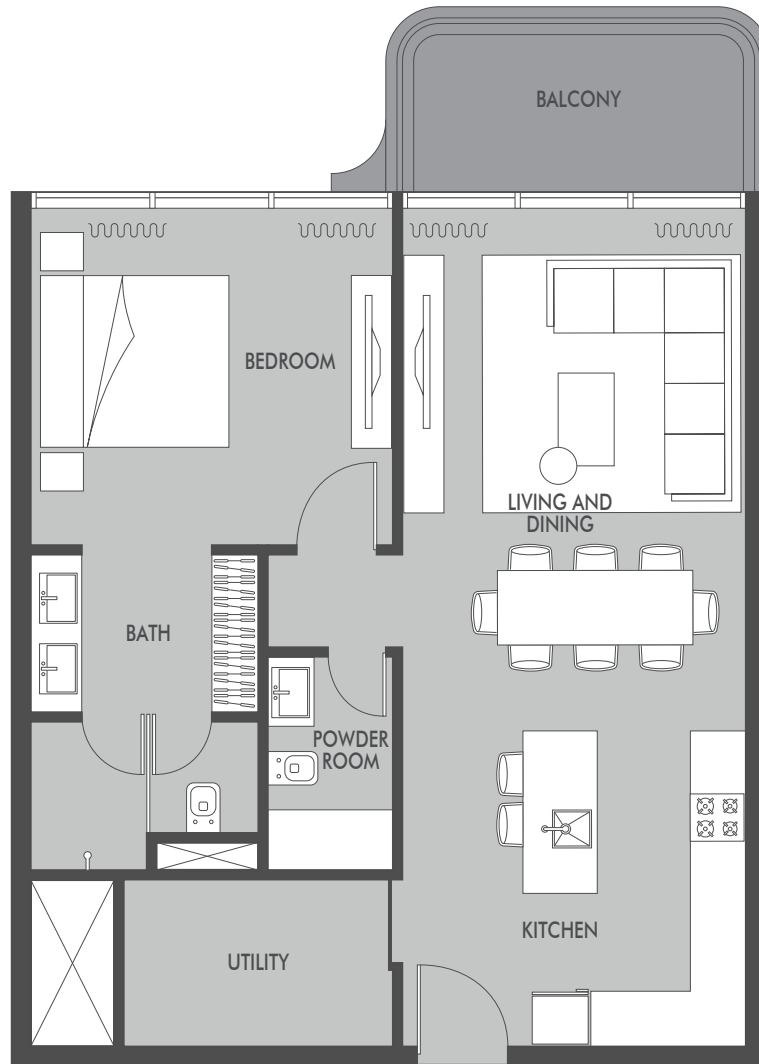 BALCONY
BEDROOM
LIVING AND
DINING
BATH
POWDER
ROOM
KITCHEN
UTILITY